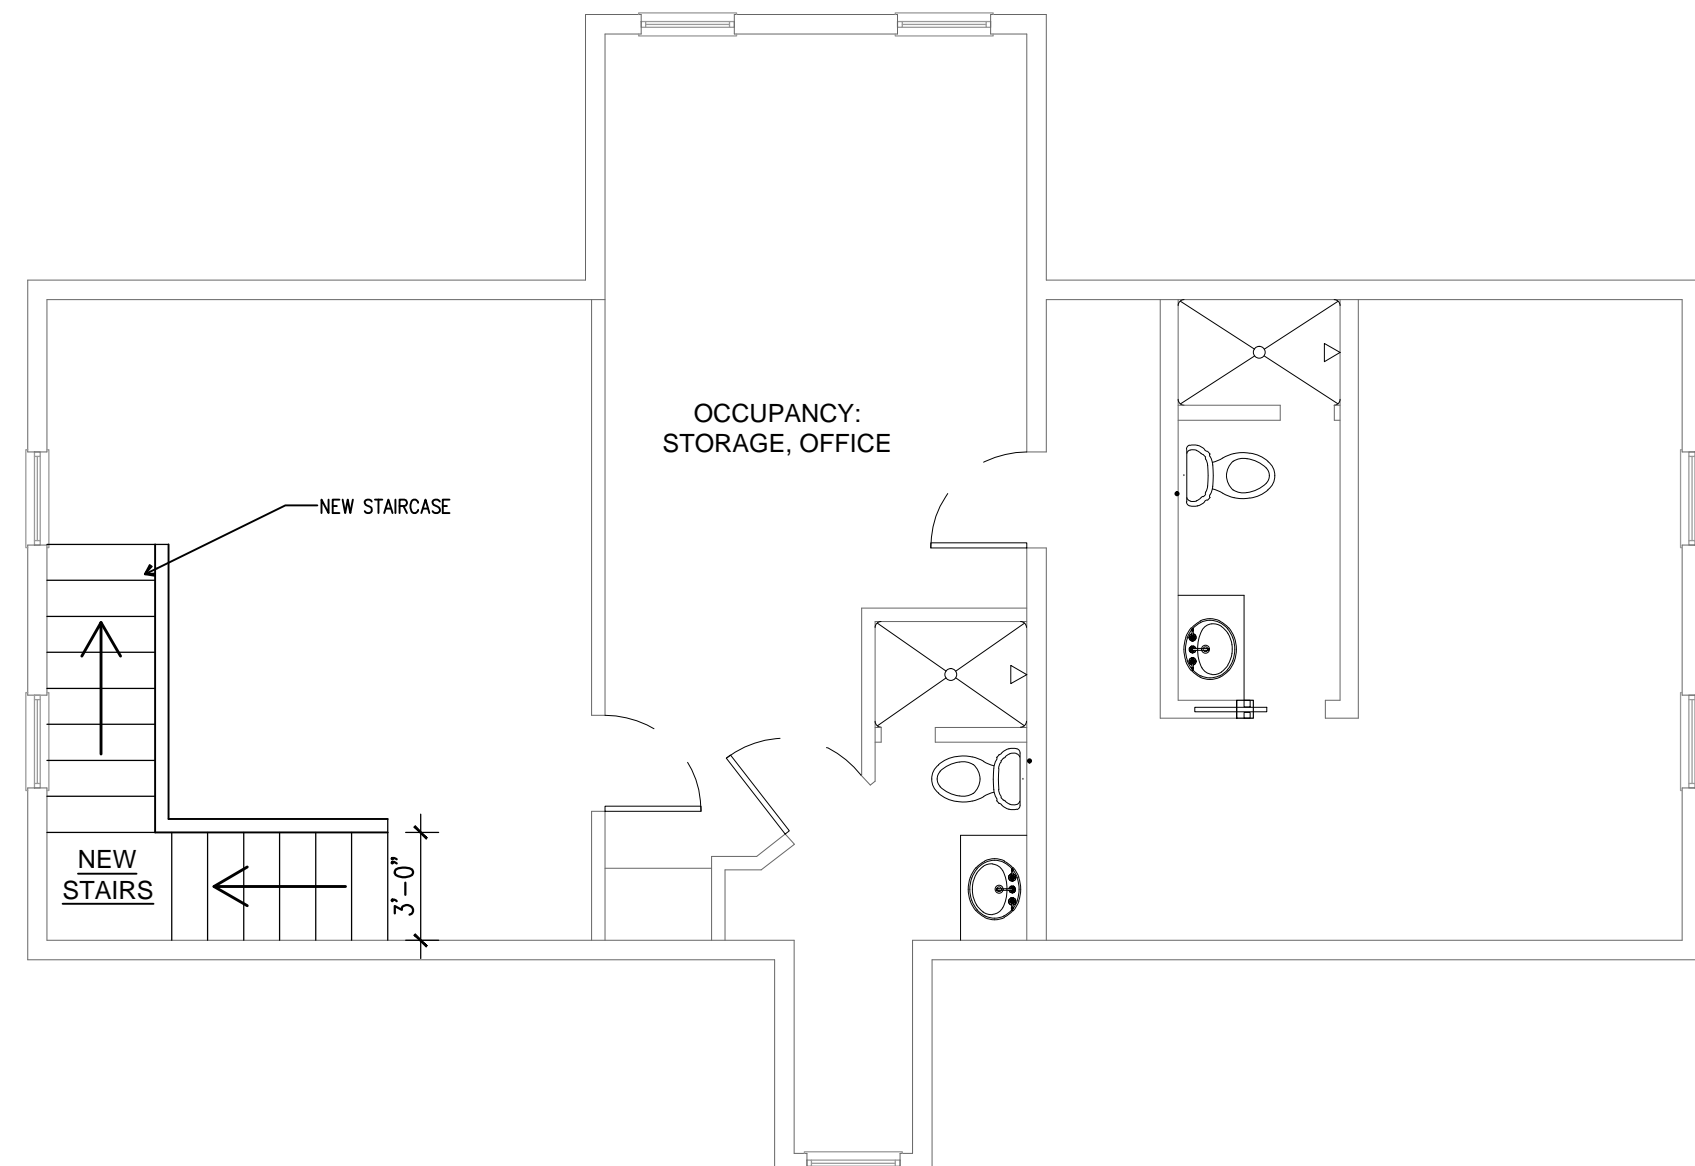 OCCUPANCY:
STORAGE, OFFICE
NEW STAIRCASE
NEW
STAIRS
3'-0"